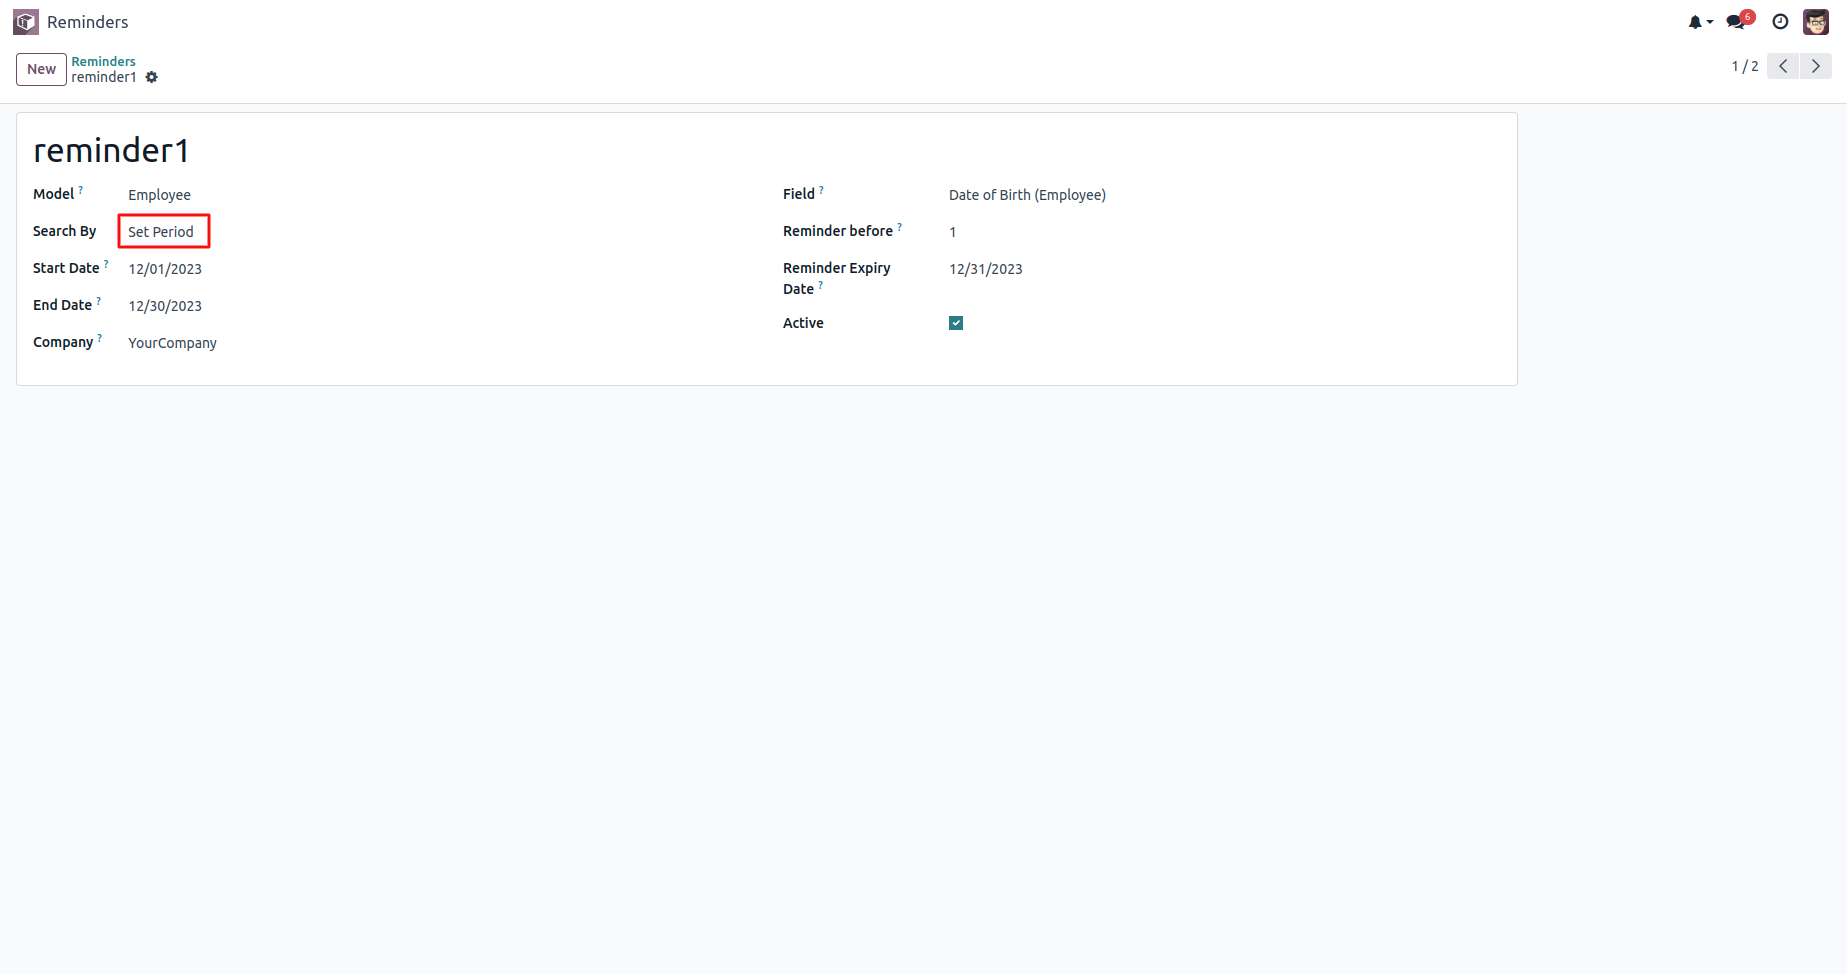 Reminders
6
New
Reminders
reminder1
1 / 2
reminder1
Model ?
Employee
Field ?
Date of Birth (Employee)
Search By
Set Period
Reminder before ?
1
Start Date ?
12/01/2023
Reminder Expiry
Date ?
12/31/2023
End Date ?
12/30/2023
Active
Company ?
YourCompany